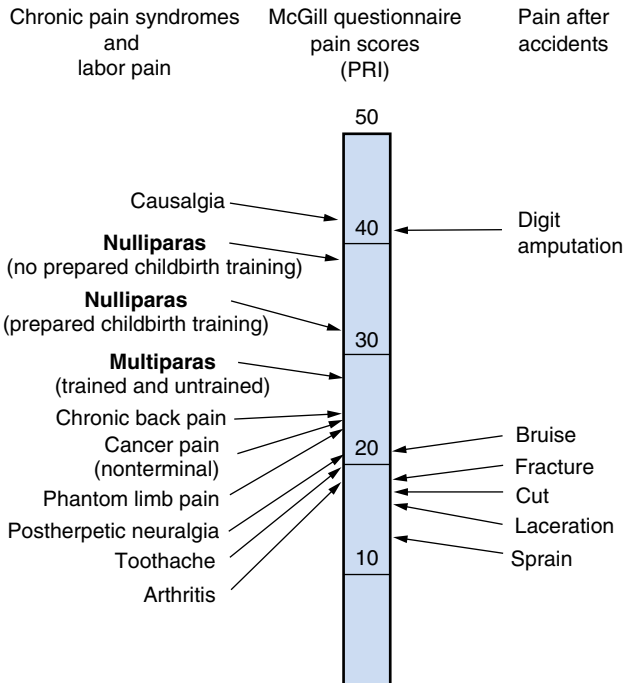 Chronic pain syndromes
and
labor pain
McGill questionnaire
pain scores
(PRI)
Pain after
accidents
50
Causalgia
40
Digit
amputation
Nulliparas
(no prepared childbirth training)
Nulliparas
(prepared childbirth training)
30
Multiparas
(trained and untrained)
Chronic back pain
Cancer pain
(nonterminal)
Phantom limb pain
Postherpetic neuralgia
Toothache
Arthritis
20
Bruise
Fracture
Cut
Laceration
Sprain
10